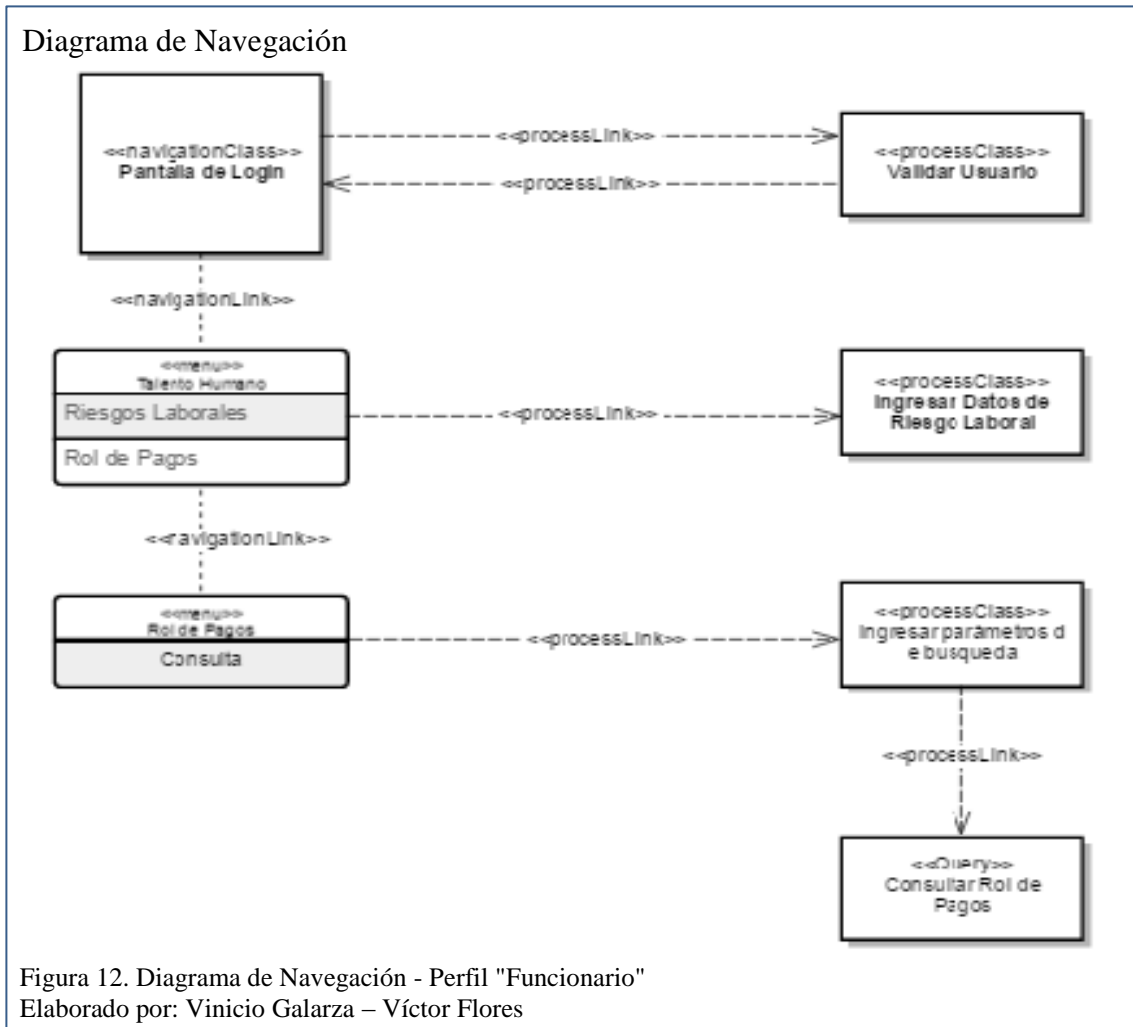 Diagrama de Navegación
<<navigationClass>>
Pantalla de Login
<<processLink>>
<<processLink>>
<<processClass>>
Validar Usuario
<<navigationLink>>
<<menu>>
Talento Humano
Riesgos Laborales
Rol de Pagos
<<processLink>>
<<processClass>>
Ingresar Datos de
Riesgo Laboral
<<navigationLink>>
<<menu>>
Rol de Pagos
Consulta
<<processLink>>
<<processClass>>
Ingresar parámetros d
e busqueda
<<processLink>>
<<Query>>
Consultar Rol de
Pagos
Figura 12. Diagrama de Navegación - Perfil "Funcionario"
Elaborado por: Vinicio Galarza – Víctor Flores